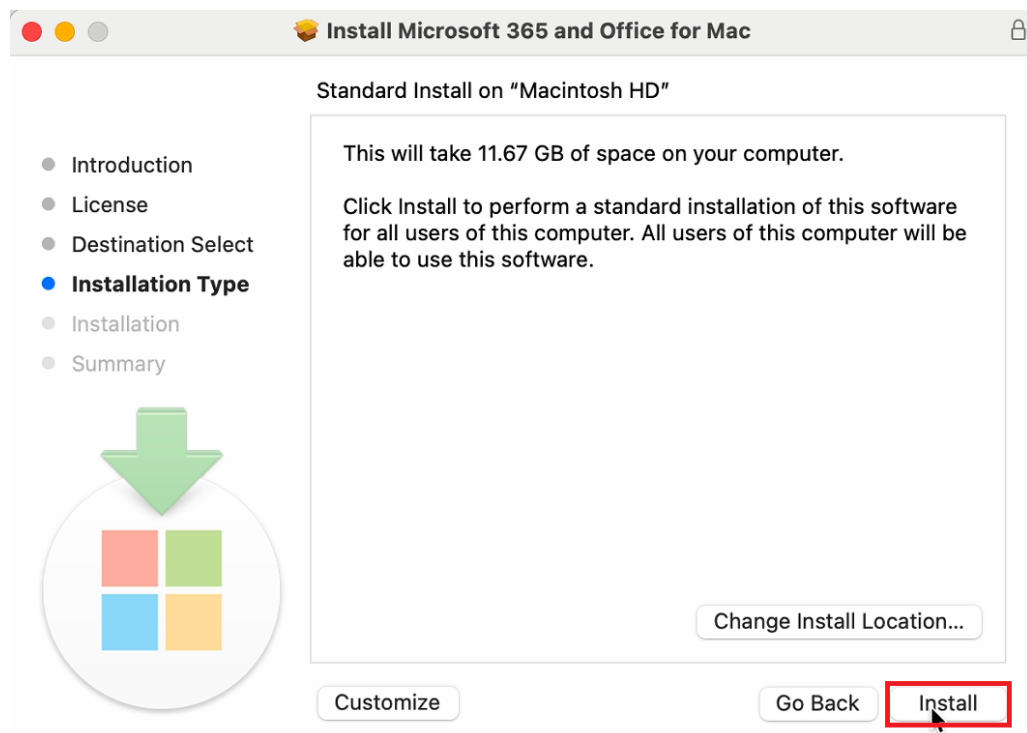 Install Microsoft 365 and Office for Mac
Standard Install on “Macintosh HD”
Introduction
License
Destination Select
Installation Type
Installation
Summary
This will take 11.67 GB of space on your computer.
Click Install to perform a standard installation of this software
for all users of this computer. All users of this computer will be
able to use this software.
Change Install Location...
Customize
Go Back
Install